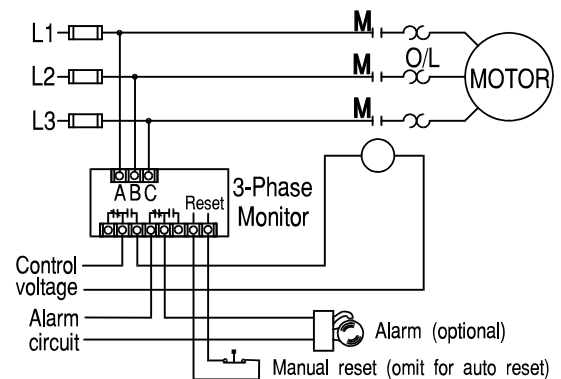 L1
M
L2
M
O/L
MOTOR
L3
M
A B C
3-Phase
Monitor
Reset
Control
voltage
Alarm
circuit
Alarm (optional)
Manual reset (omit for auto reset)